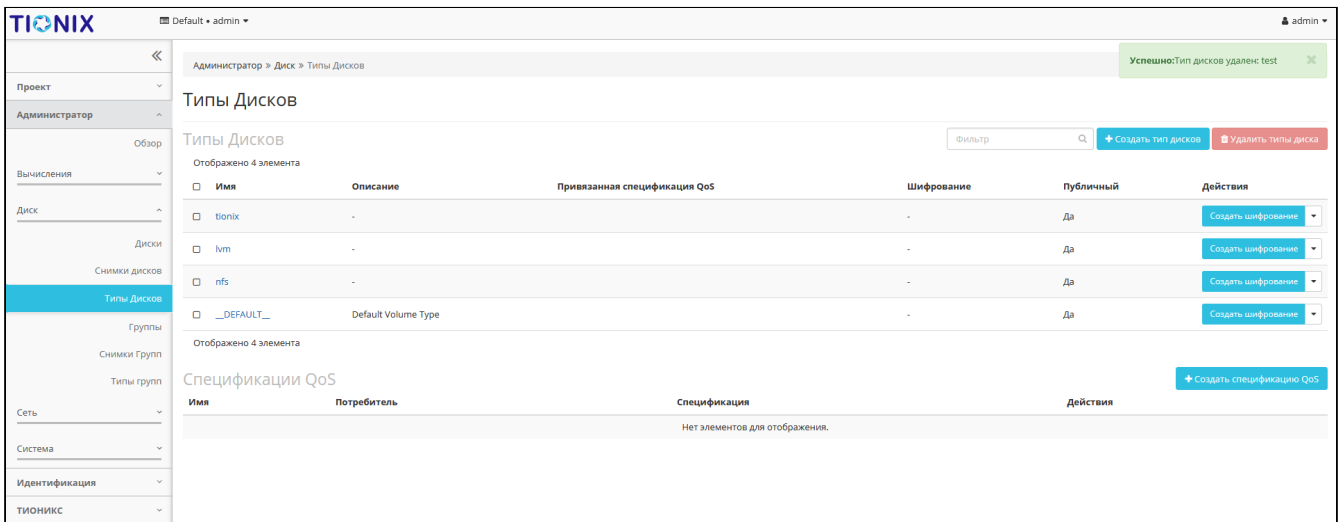 TIONIX
Default • admin
admin
Администратор » Диск » Типы Дисков
Успешно:Тип дисков удален: test
Проект
Администратор
Обзор
Вычисления
Диск
Диски
Снимки дисков
Типы Дисков
Группы
Снимки Групп
Типы групп
Сеть
Система
Идентификация
ТИОНИКС
Типы Дисков
Типы Дисков
Фильтр
Создать тип дисков
Удалить типы диска
Отображено 4 элемента
Имя Описание Привязанная спецификация QoS Шифрование Публичный Действия
tionix - - Да Создать шифрование
lvm - - Да Создать шифрование
nfs - - Да Создать шифрование
__DEFAULT__ Default Volume Type - Да Создать шифрование
Отображено 4 элемента
Спецификации QoS
Создать спецификацию QoS
Имя Потребитель Спецификация Действия
Нет элементов для отображения.